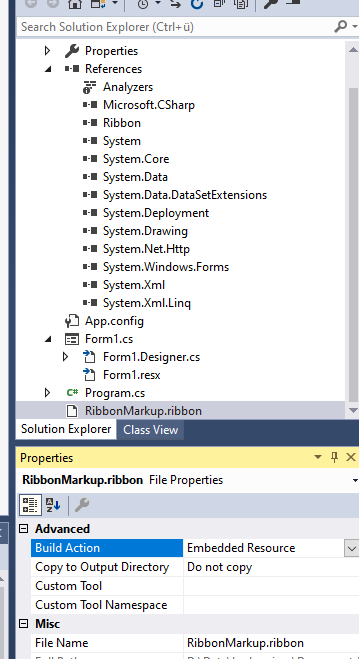 Search Solution Explorer (Ctrl+ü)
Properties
References
Analyzers
Microsoft.CSharp
Ribbon
System
System.Core
System.Data
System.Data.DataSetExtensions
System.Deployment
System.Drawing
System.Net.Http
System.Windows.Forms
System.Xml
System.Xml.Linq
App.config
Form1.cs
Form1.Designer.cs
Form1.resx
C# Program.cs
RibbonMarkup.ribbon
Solution Explorer Class View
Properties
RibbonMarkup.ribbon File Properties
Advanced
Build Action Embedded Resource
Copy to Output Directory Do not copy
Custom Tool
Custom Tool Namespace
Misc
File Name RibbonMarkup.ribbon